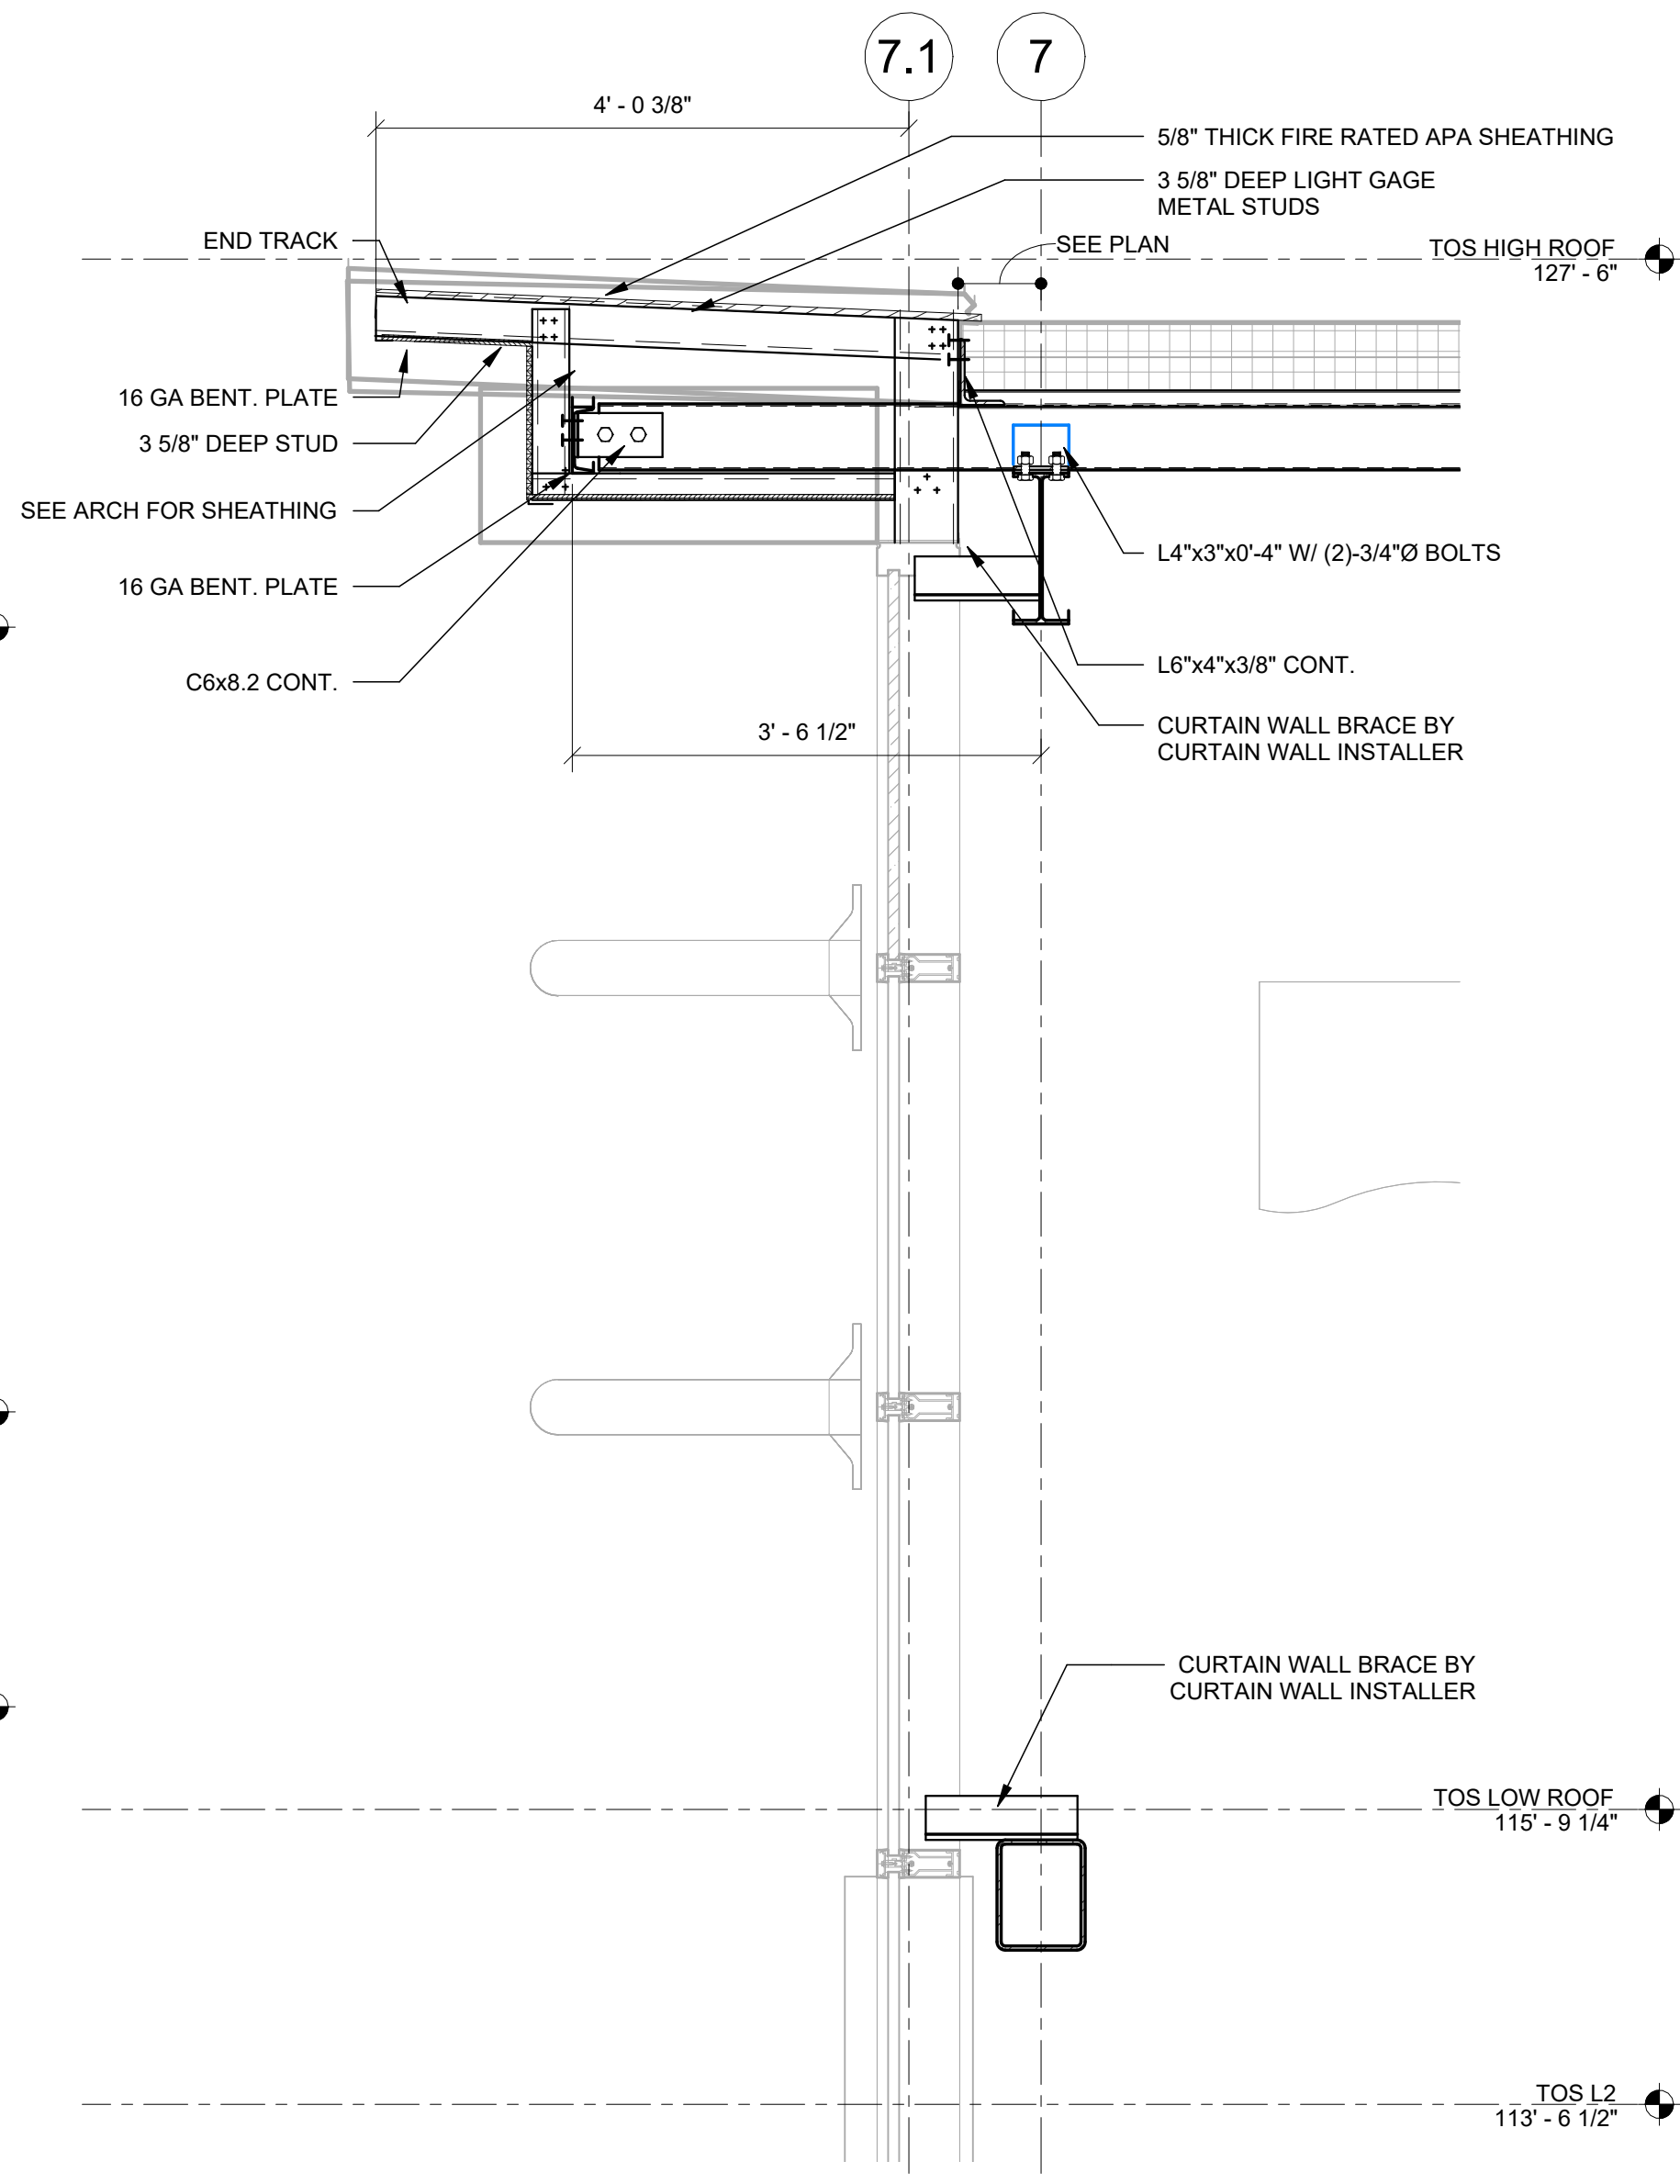 7.1
7
4' - 0 3/8"
5/8" THICK FIRE RATED APA SHEATHING
3 5/8" DEEP LIGHT GAGE
METAL STUDS
END TRACK
SEE PLAN
TOS HIGH ROOF
127' - 6"
16 GA BENT. PLATE
3 5/8" DEEP STUD
SEE ARCH FOR SHEATHING
L4"x3"x0'-4" W/ (2)-3/4"Ø BOLTS
16 GA BENT. PLATE
L6"x4"x3/8" CONT.
C6x8.2 CONT.
3' - 6 1/2"
CURTAIN WALL BRACE BY
CURTAIN WALL INSTALLER
CURTAIN WALL BRACE BY
CURTAIN WALL INSTALLER
TOS LOW ROOF
115' - 9 1/4"
TOS L2
113' - 6 1/2"